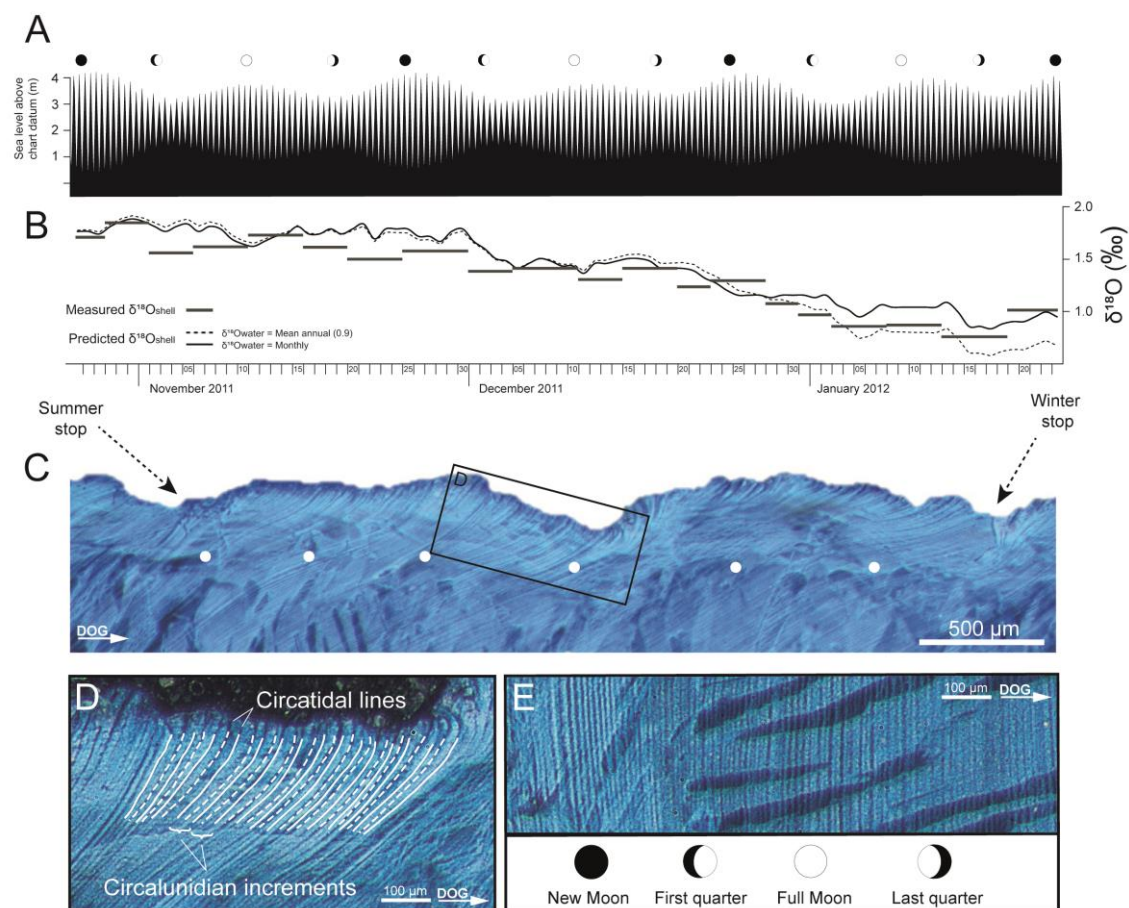 A
Sea level above
chart datum (m)
4
3
2
1
B
2.0
1.5
1.0
δ¹⁸O (‰)
Measured δ¹⁸Oshell
Predicted δ¹⁸Oshell
δ¹⁸Owater = Mean annual (0.9)
δ¹⁸Owater = Monthly
05 10 15 20 25 05 10 15 20 25 30 05 10 15 20
November 2011 December 2011 January 2012
Summer
stop
Winter
stop
C
D
DOG
500 µm
D
Circatidal lines
Circalunidian increments
100 µm
DOG
E
100 µm
DOG
New Moon First quarter Full Moon Last quarter